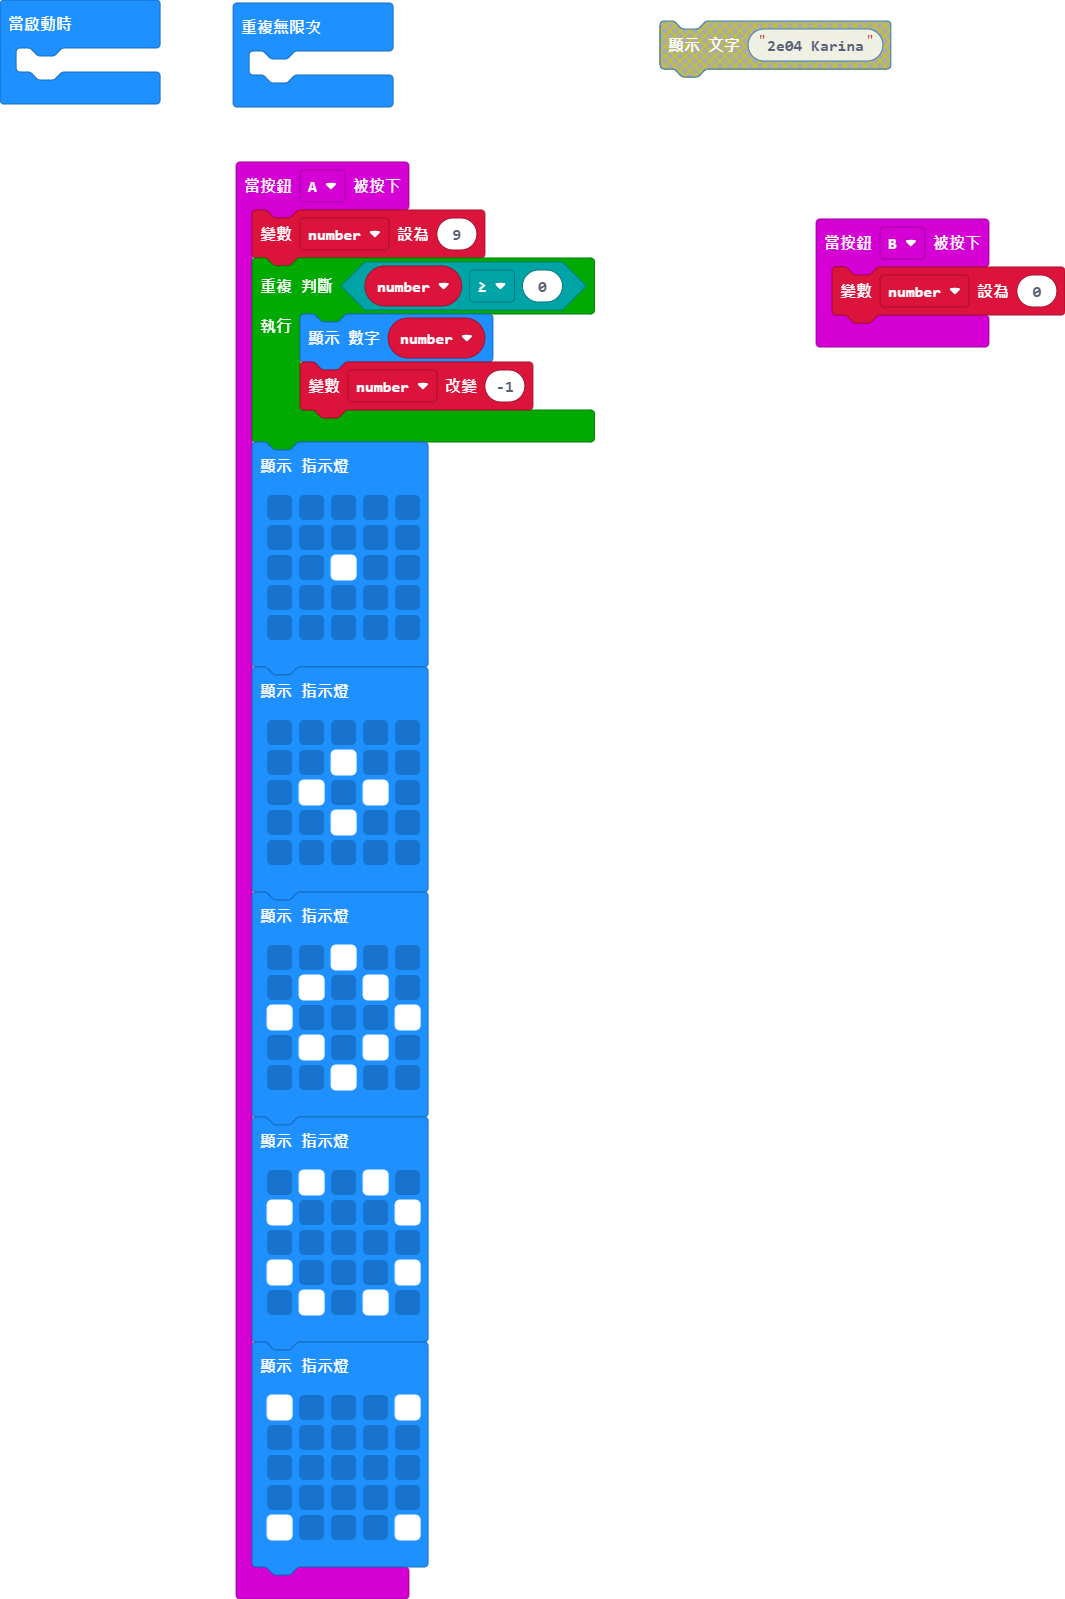 當啟動時
重複無限次
顯示 文字 "2e04 Karina"
當按鈕 A 被按下
變數 number 設為 9
重複 判斷 number ≥ 0
執行
顯示 數字 number
變數 number 改變 -1
顯示 指示燈
顯示 指示燈
顯示 指示燈
顯示 指示燈
顯示 指示燈
當按鈕 B 被按下
變數 number 設為 0